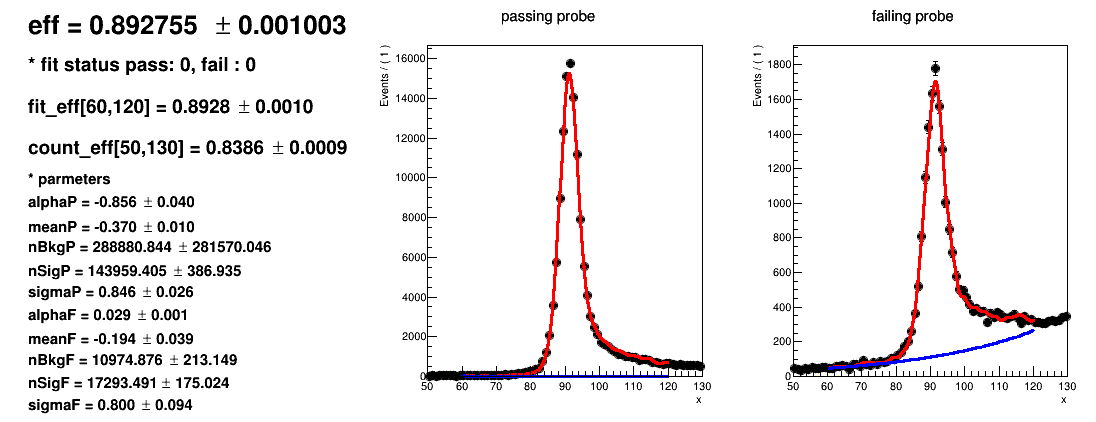 eff = 0.892755 ± 0.001003
* fit status pass: 0, fail : 0
fit_eff[60,120] = 0.8928 ± 0.0010
count_eff[50,130] = 0.8386 ± 0.0009
* parmeters
alphaP = -0.856 ± 0.040
meanP = -0.370 ± 0.010
nBkgP = 288880.844 ± 281570.046
nSigP = 143959.405 ± 386.935
sigmaP = 0.846 ± 0.026
alphaF = 0.029 ± 0.001
meanF = -0.194 ± 0.039
nBkgF = 10974.876 ± 213.149
nSigF = 17293.491 ± 175.024
sigmaF = 0.800 ± 0.094
passing probe
Events / ( 1 )
16000
14000
12000
10000
8000
6000
4000
2000
0
50 60 70 80 90 100 110 120 130
x
failing probe
Events / ( 1 )
1800
1600
1400
1200
1000
800
600
400
200
0
50 60 70 80 90 100 110 120 130
x